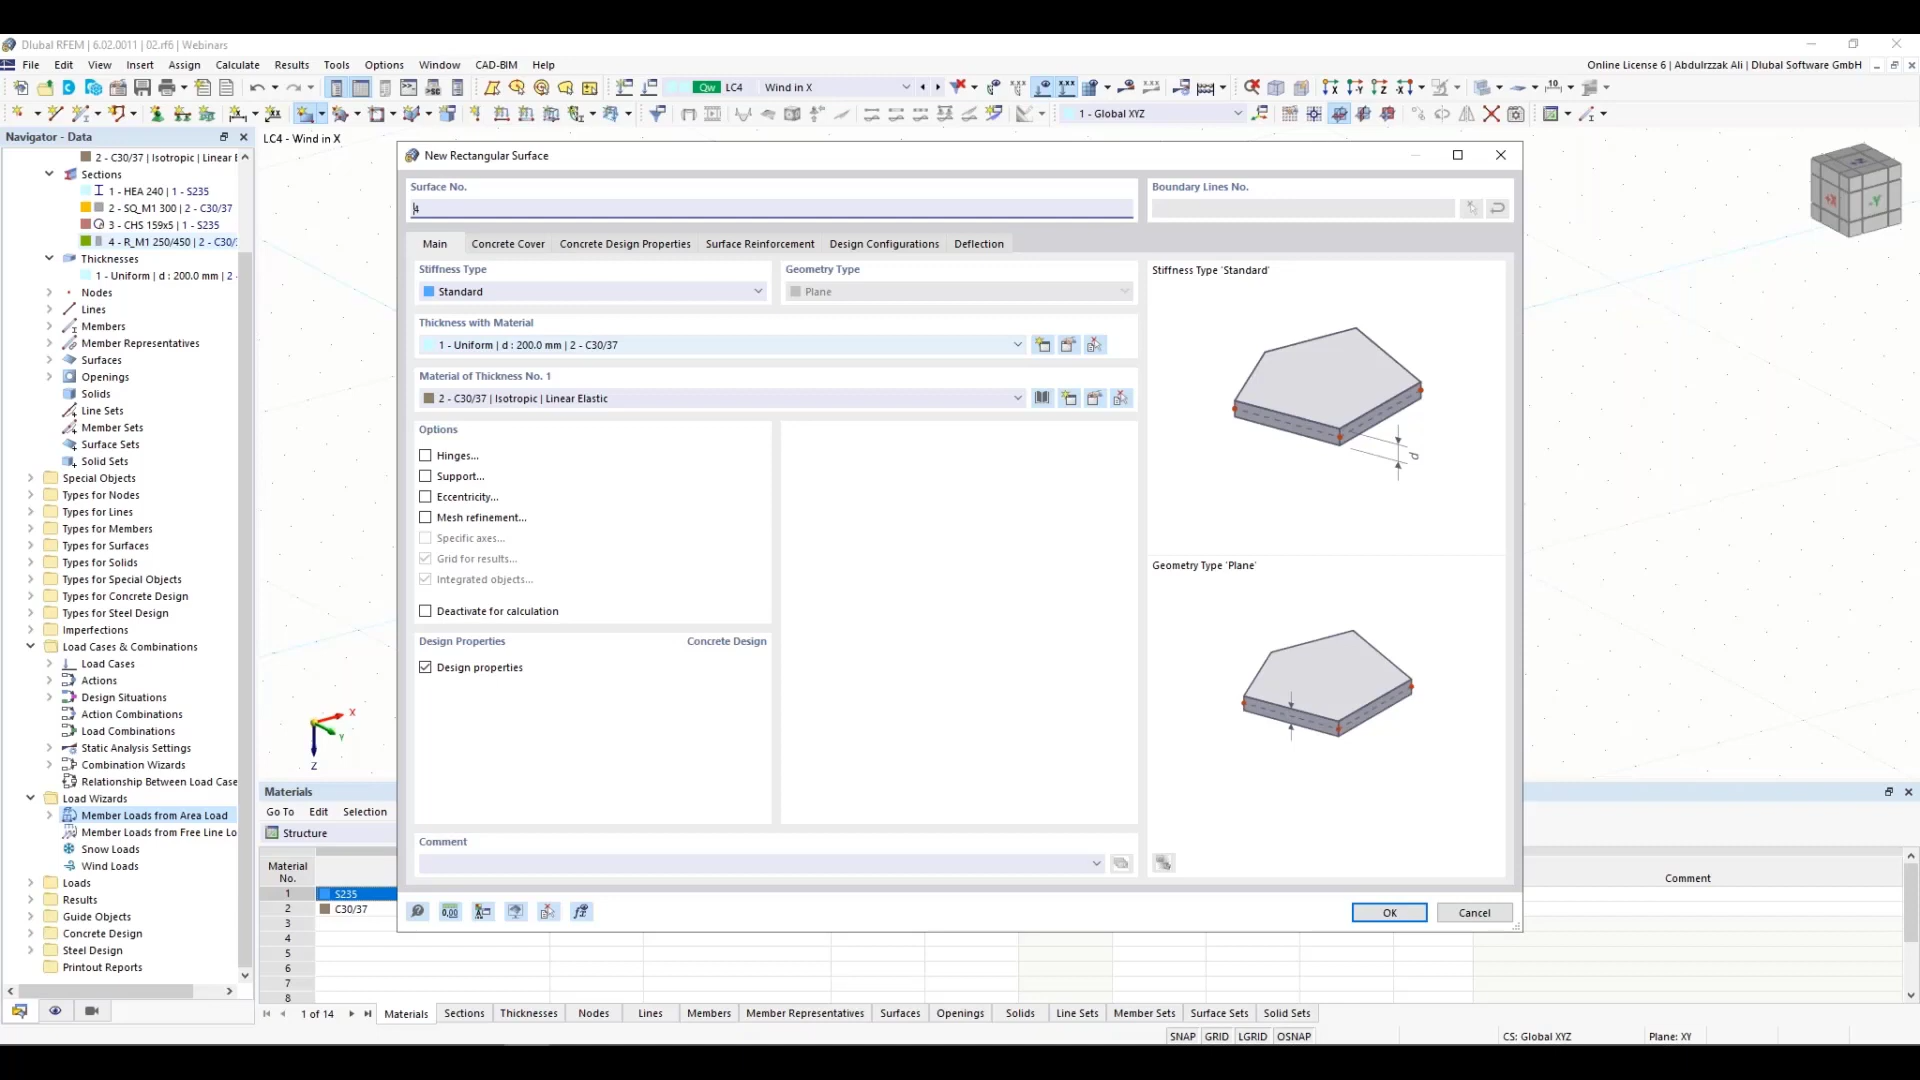 Dlubal RFEM | 6.02.0011 | 02.rf6 | Webinars
File Edit View Insert Assign Calculate Results Tools Options Window CAD-BIM Help
Online License 6 | Abdulrzzak Ali | Dlubal Software GmbH
Qw LC4 Wind in X
1 - Global XYZ
Navigator - Data
LC4 - Wind in X
2 - C30/37 | Isotropic | Linear E
Sections
1 - HEA 240 | 1 - S235
2 - SQ_M1 300 | 2 - C30/37
3 - CHS 159x5 | 1 - S235
4 - R_M1 250/450 | 2 - C30/3
Thicknesses
1 - Uniform | d : 200.0 mm | 2 -
Nodes
Lines
Members
Member Representatives
Surfaces
Openings
Solids
Line Sets
Member Sets
Surface Sets
Solid Sets
Special Objects
Types for Nodes
Types for Lines
Types for Members
Types for Surfaces
Types for Solids
Types for Special Objects
Types for Concrete Design
Types for Steel Design
Imperfections
Load Cases & Combinations
Load Cases
Actions
Design Situations
Action Combinations
Load Combinations
Static Analysis Settings
Combination Wizards
Relationship Between Load Case
Load Wizards
Member Loads from Area Load
Member Loads from Free Line Lo
Snow Loads
Wind Loads
Loads
Results
Guide Objects
Concrete Design
Steel Design
Printout Reports
New Rectangular Surface
Surface No.
4
Boundary Lines No.
Main Concrete Cover Concrete Design Properties Surface Reinforcement Design Configurations Deflection
Stiffness Type
Standard
Geometry Type
Plane
Thickness with Material
1 - Uniform | d : 200.0 mm | 2 - C30/37
Material of Thickness No. 1
2 - C30/37 | Isotropic | Linear Elastic
Options
Hinges...
Support...
Eccentricity...
Mesh refinement...
Specific axes...
Grid for results...
Integrated objects...
Deactivate for calculation
Design Properties Concrete Design
Design properties
Comment
Stiffness Type 'Standard'
d
Geometry Type 'Plane'
OK Cancel
+X -Y -Z
X
Y
Z
Materials
Go To Edit Selection
Structure
Material
No.
Comment
1 S235
2 C30/37
3
4
5
6
7
8
1 of 14 Materials Sections Thicknesses Nodes Lines Members Member Representatives Surfaces Openings Solids Line Sets Member Sets Surface Sets Solid Sets
SNAP GRID LGRID OSNAP CS: Global XYZ Plane: XY